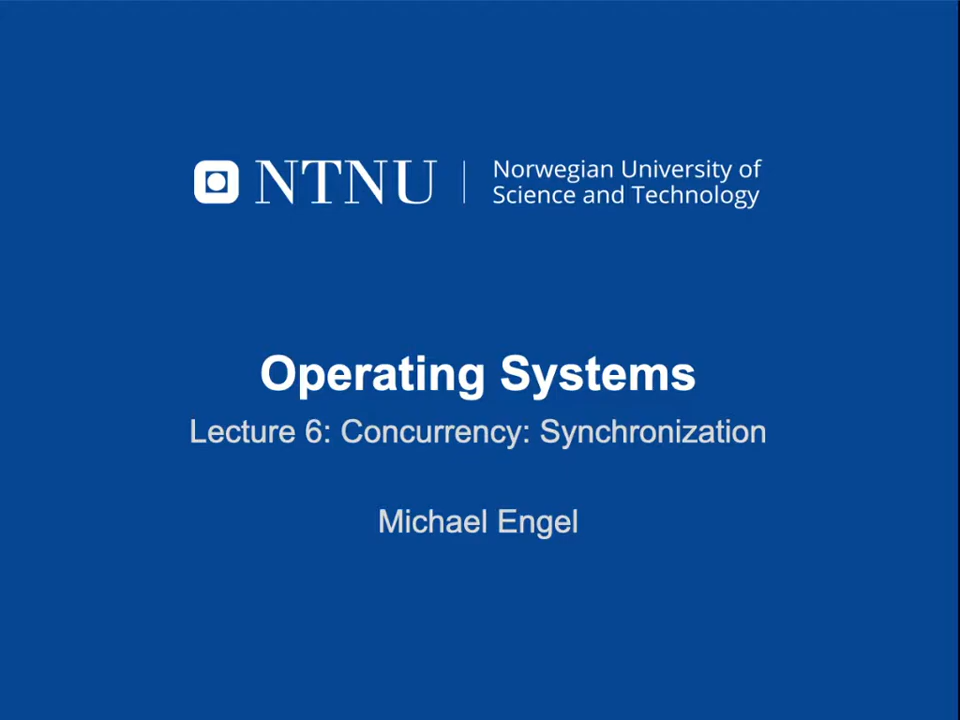 NTNU
Norwegian University of
Science and Technology
Operating Systems
Lecture 6: Concurrency: Synchronization
Michael Engel